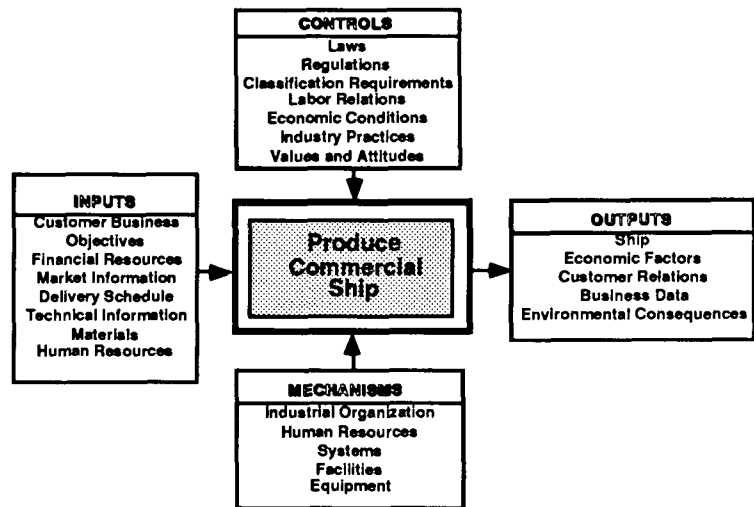 CONTROLS
Laws
Regulations
Classification Requirements
Labor Relations
Economic Conditions
Industry Practices
Values and Attitudes
INPUTS
Customer Business
Objectives
Financial Resources
Market Information
Delivery Schedule
Technical Information
Materials
Human Resources
Produce
Commercial
Ship
OUTPUTS
Ship
Economic Factors
Customer Relations
Business Data
Environmental Consequences
MECHANISMS
Industrial Organization
Human Resources
Systems
Facilities
Equipment